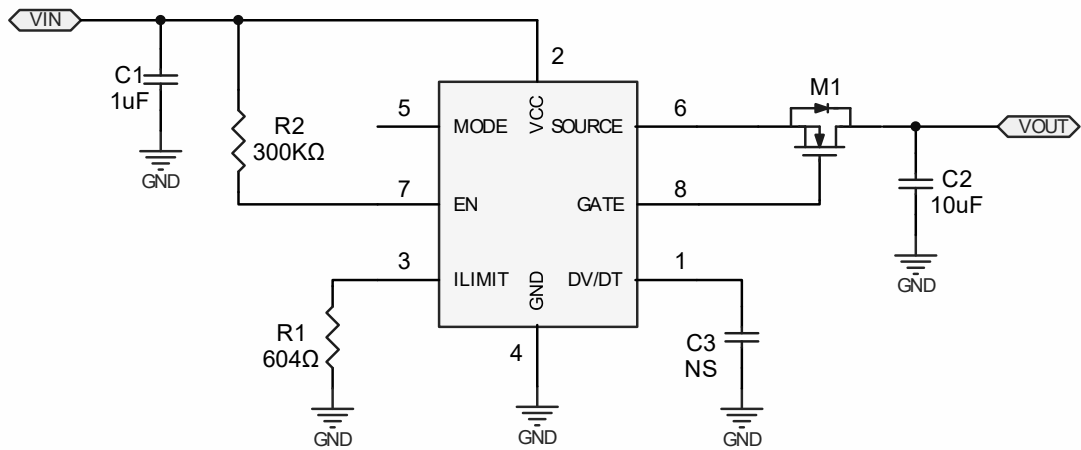 VIN
2
C1
1uF
M1
5
MODE
VCC
SOURCE
6
VOUT
R2
300KΩ
GND
C2
10uF
7
EN
GATE
8
3
ILIMIT
GND
DV/DT
1
GND
R1
604Ω
4
C3
NS
GND
GND
GND